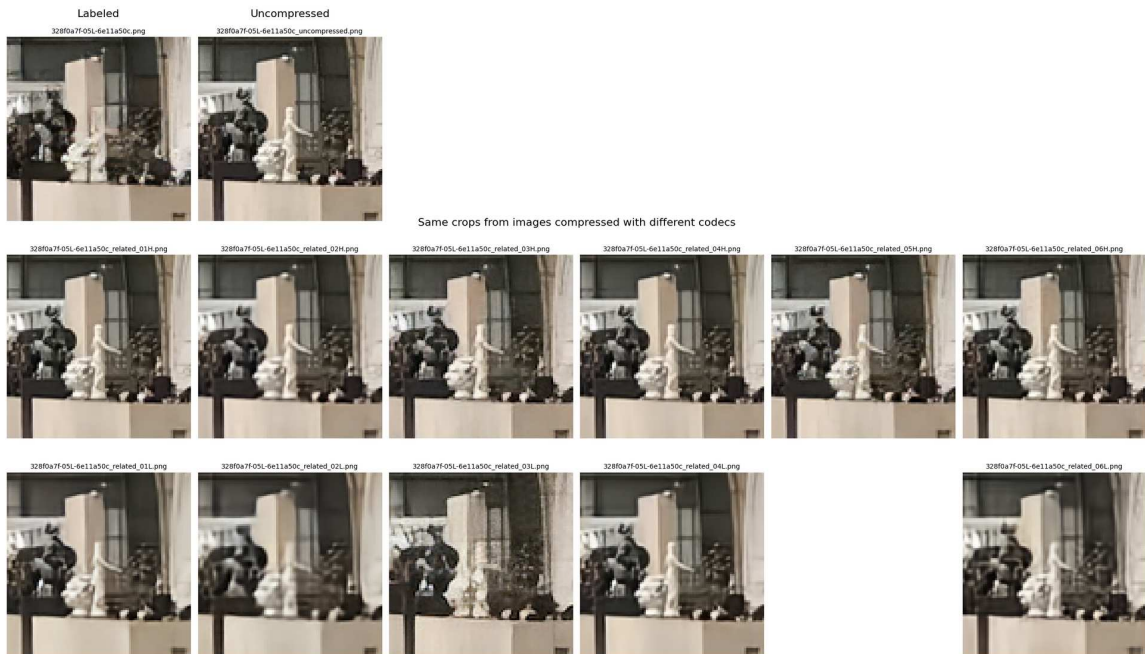 Labeled
Uncompressed
328f0a7f-05L-6e11a50c.png
328f0a7f-05L-6e11a50c_uncompressed.png
Same crops from images compressed with different codecs
328f0a7f-05L-6e11a50c_related_01H.png
328f0a7f-05L-6e11a50c_related_02H.png
328f0a7f-05L-6e11a50c_related_03H.png
328f0a7f-05L-6e11a50c_related_04H.png
328f0a7f-05L-6e11a50c_related_05H.png
328f0a7f-05L-6e11a50c_related_06H.png
328f0a7f-05L-6e11a50c_related_01L.png
328f0a7f-05L-6e11a50c_related_02L.png
328f0a7f-05L-6e11a50c_related_03L.png
328f0a7f-05L-6e11a50c_related_04L.png
328f0a7f-05L-6e11a50c_related_06L.png